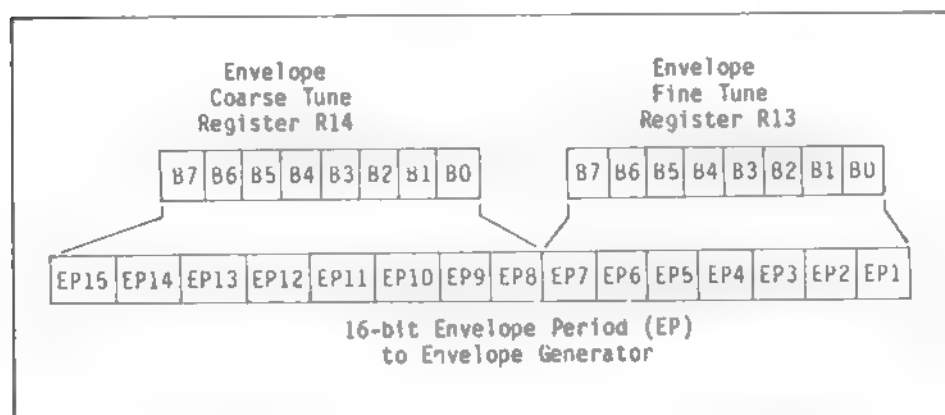 Envelope
Coarse Tune
Register R14
Envelope
Fine Tune
Register R13
B7 B6 B5 B4 B3 B2 B1 B0
B7 B6 B5 B4 B3 B2 B1 B0
EP15 EP14 EP13 EP12 EP11 EP10 EP9 EP8 EP7 EP6 EP5 EP4 EP3 EP2 EP1
16-bit Envelope Period (EP)
to Envelope Generator